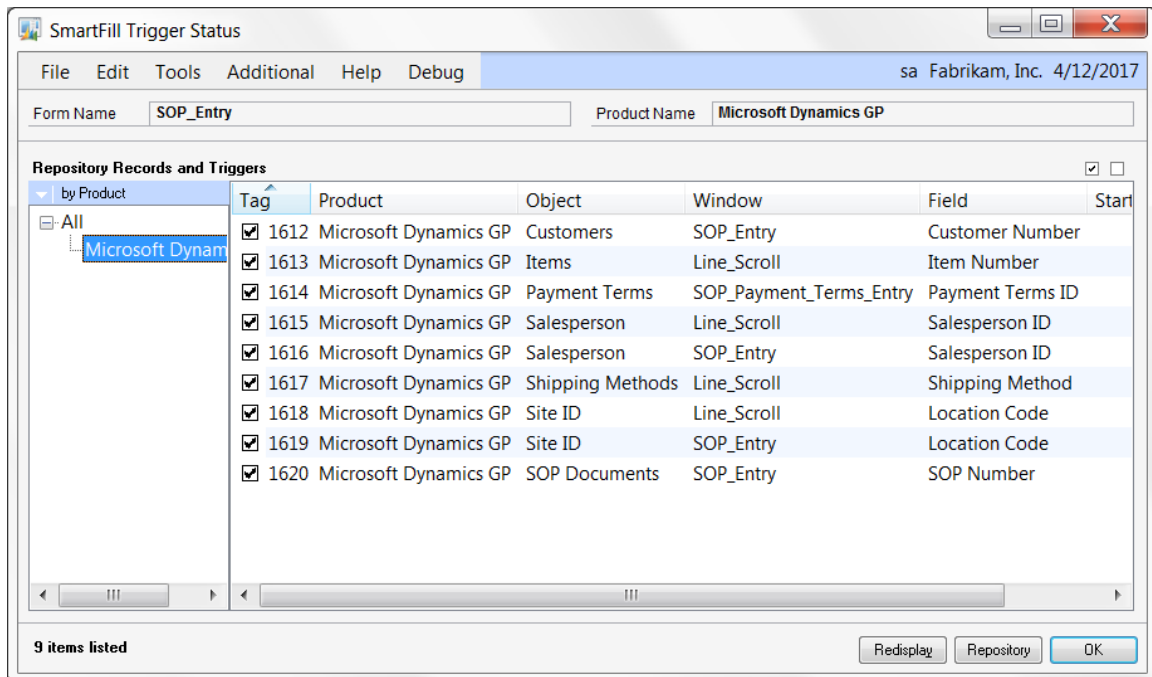 SmartFill Trigger Status
File Edit Tools Additional Help Debug sa Fabrikam, Inc. 4/12/2017
Form Name SOP_Entry Product Name Microsoft Dynamics GP
Repository Records and Triggers
by Product Tag Product Object Window Field Start
All
Microsoft Dynam
1612 Microsoft Dynamics GP Customers SOP_Entry Customer Number
1613 Microsoft Dynamics GP Items Line_Scroll Item Number
1614 Microsoft Dynamics GP Payment Terms SOP_Payment_Terms_Entry Payment Terms ID
1615 Microsoft Dynamics GP Salesperson Line_Scroll Salesperson ID
1616 Microsoft Dynamics GP Salesperson SOP_Entry Salesperson ID
1617 Microsoft Dynamics GP Shipping Methods Line_Scroll Shipping Method
1618 Microsoft Dynamics GP Site ID Line_Scroll Location Code
1619 Microsoft Dynamics GP Site ID SOP_Entry Location Code
1620 Microsoft Dynamics GP SOP Documents SOP_Entry SOP Number
9 items listed Redisplay Repository OK